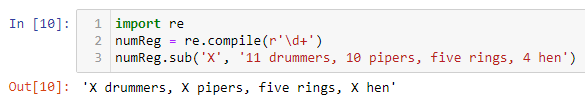 In [10]: 1 import re
2 numReg = re.compile(r'\d+')
3 numReg.sub('X', '11 drummers, 10 pipers, five rings, 4 hen')
Out[10]: 'X drummers, X pipers, five rings, X hen'